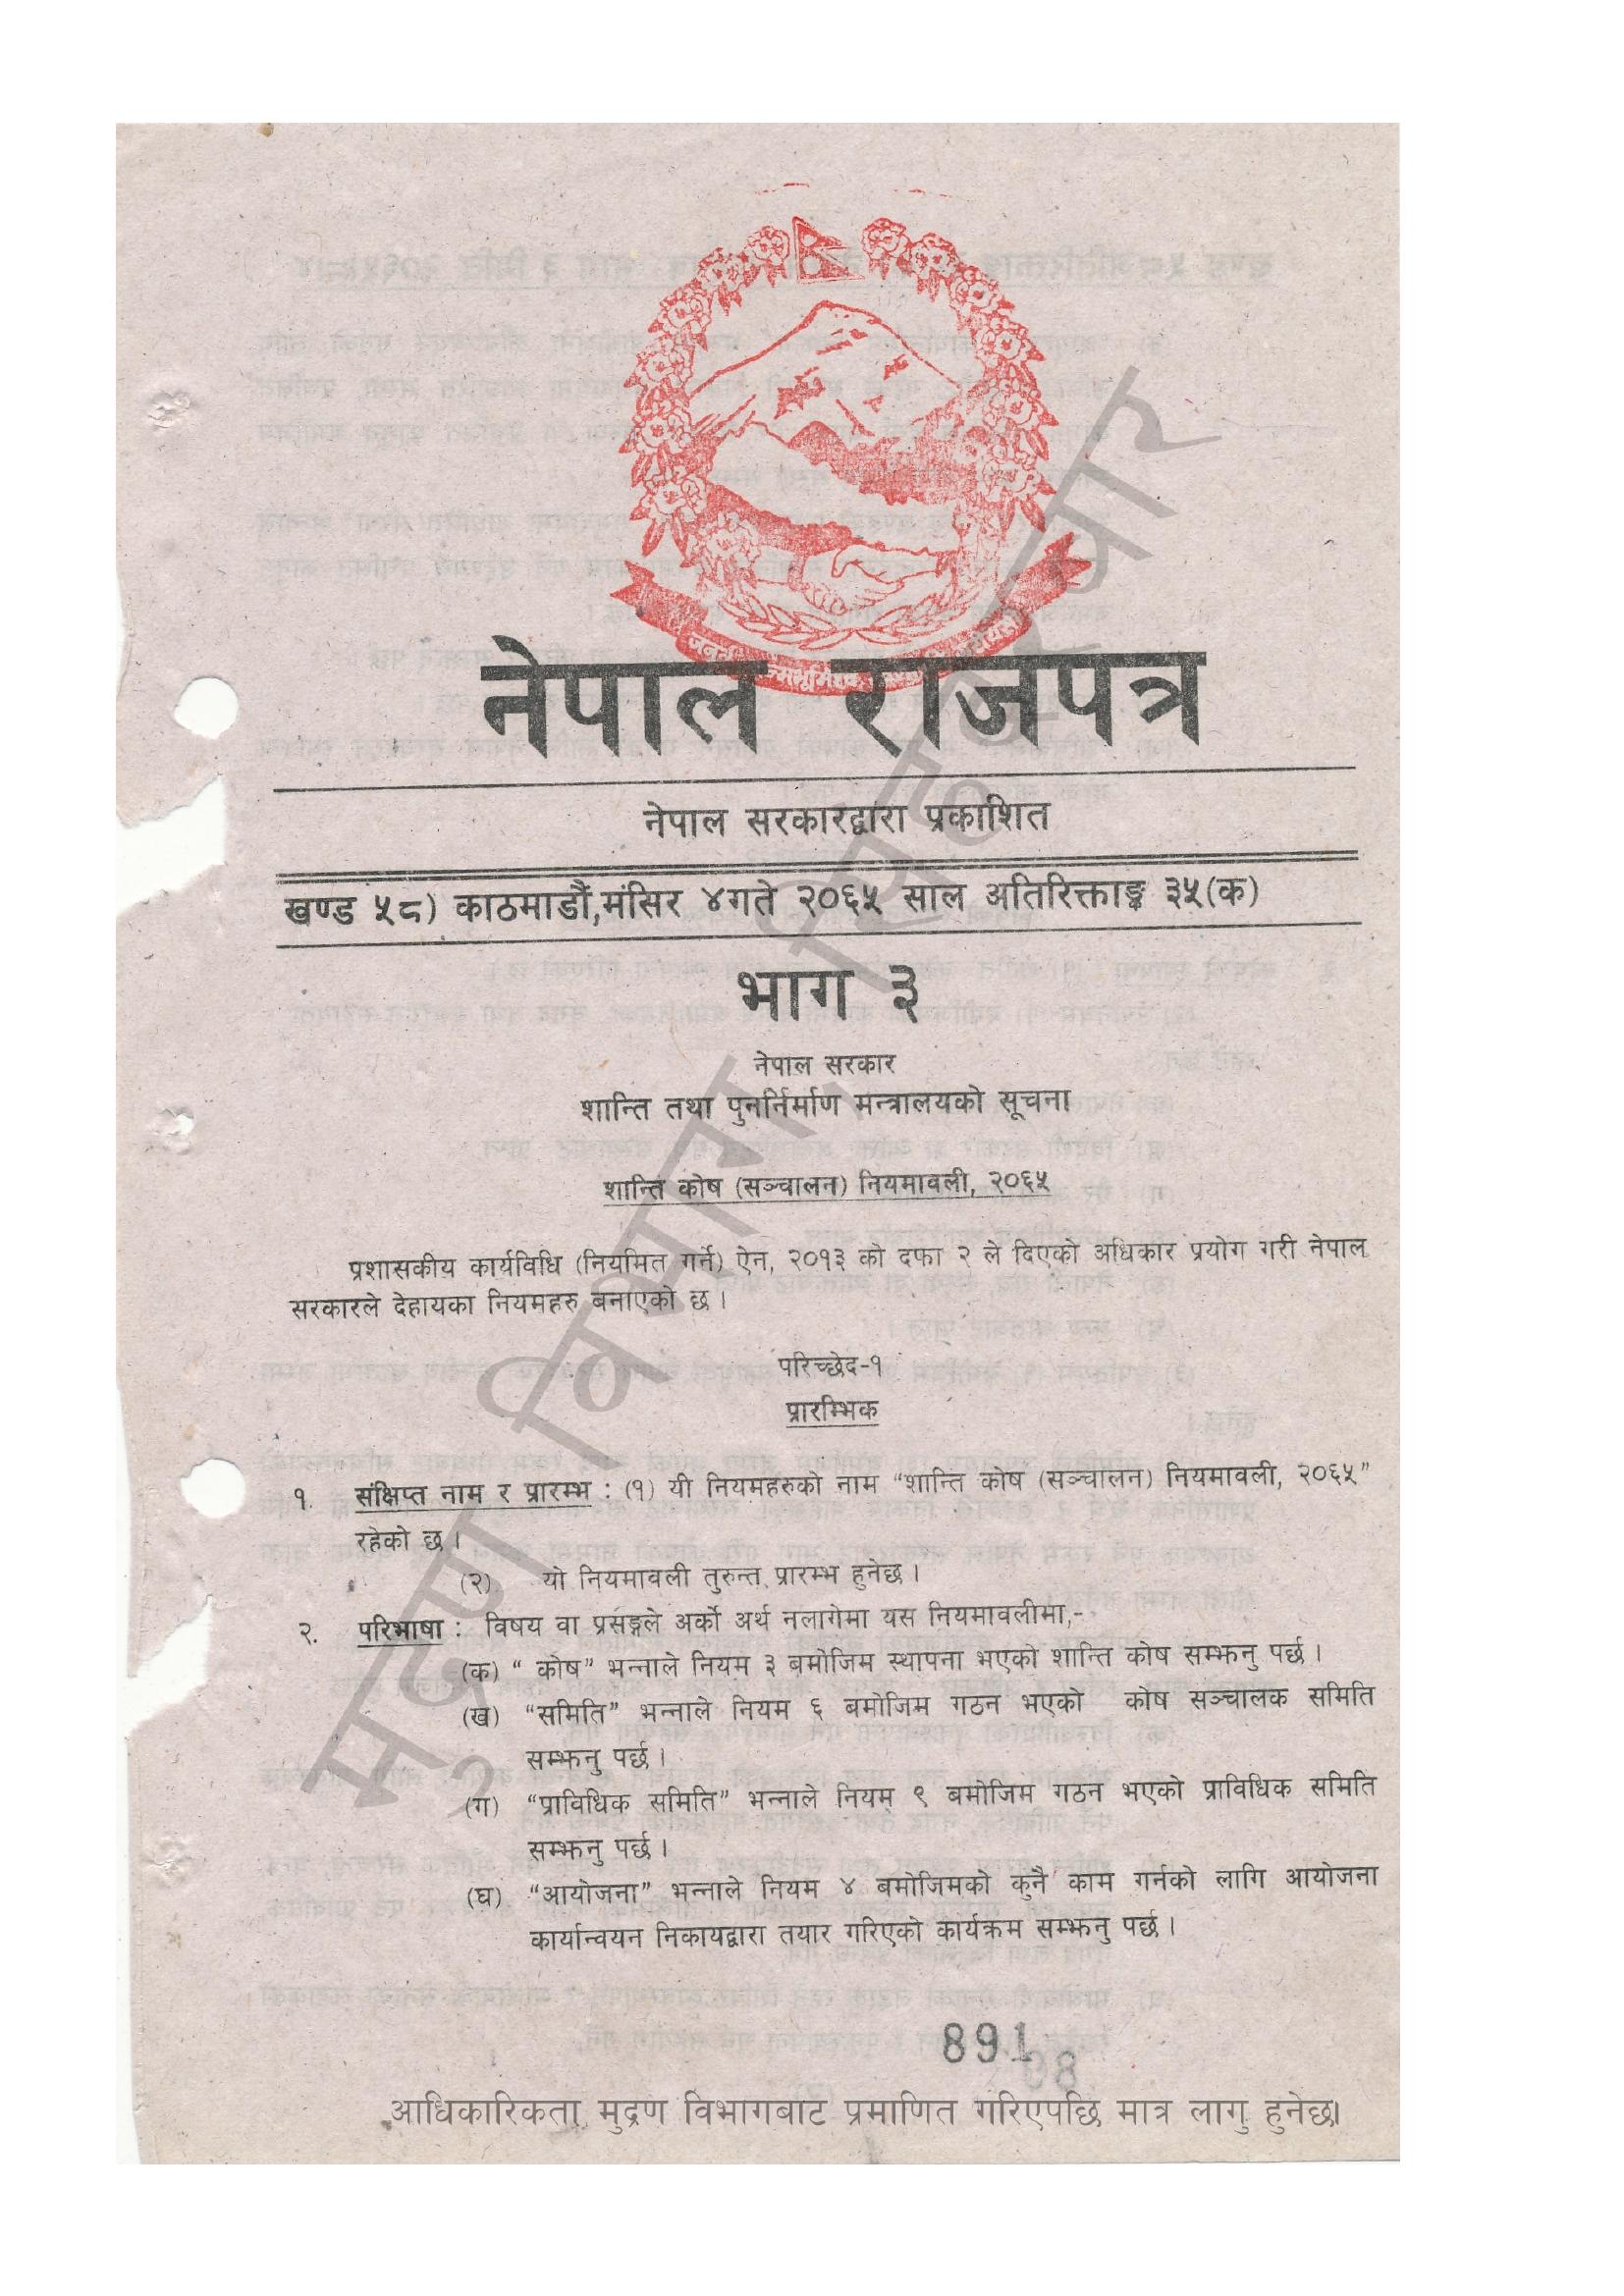 नेपाल राजपत्र
नेपाल सरकारद्वारा प्रकाशित
खण्ड ५८) काठमाडौं,मंसिर ४गते २०६५ साल अतिरिक्ताङ्क ३५(क)
भाग ३
नेपाल सरकार
शान्ति तथा पुनर्निर्माण मन्त्रालयको सूचना
शान्ति कोष (सञ्चालन) नियमावली, २०६५
प्रशासकीय कार्यविधि (नियमित गर्ने) ऐन, २०१३ को दफा २ ले दिएको अधिकार प्रयोग गरी नेपाल
सरकारले देहायका नियमहरु बनाएको छ ।
परिच्छेद-१
प्रारम्भिक
१. संक्षिप्त नाम र प्रारम्भ : (१) यी नियमहरुको नाम “शान्ति कोष (सञ्चालन) नियमावली, २०६५”
रहेको छ ।
(२) यो नियमावली तुरुन्त प्रारम्भ हुनेछ ।
२. परिभाषा : विषय वा प्रसङ्गले अर्को अर्थ नलागेमा यस नियमावलीमा,-
(क) “ कोष” भन्नाले नियम ३ बमोजिम स्थापना भएको शान्ति कोष सम्झनु पर्छ ।
(ख) “समिति” भन्नाले नियम ६ बमोजिम गठन भएको कोष सञ्चालक समिति
सम्झनु पर्छ ।
(ग) “प्राविधिक समिति” भन्नाले नियम ९ बमोजिम गठन भएको प्राविधिक समिति
सम्झनु पर्छ ।
(घ) “आयोजना” भन्नाले नियम ४ बमोजिमको कुनै काम गर्नको लागि आयोजना
कार्यान्वयन निकायद्वारा तयार गरिएको कार्यक्रम सम्झनु पर्छ ।
891
आधिकारिकता मुद्रण विभागबाट प्रमाणित गरिएपछि मात्र लागु हुनेछ।
मुद्रण विभाग,